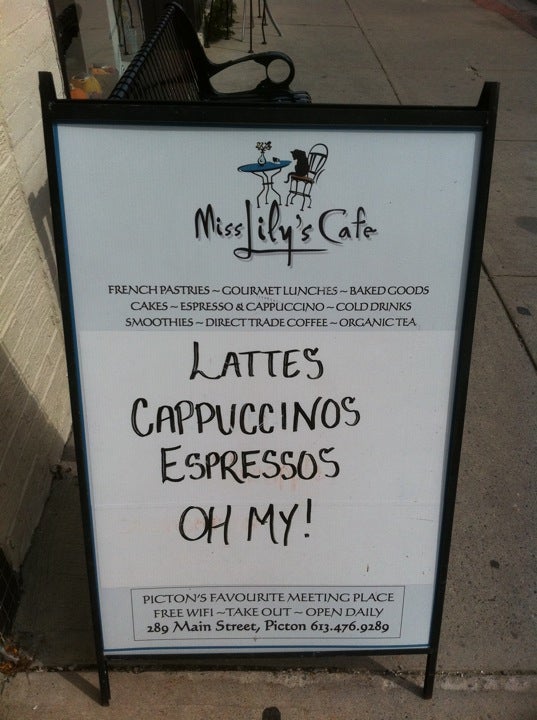 Miss Lily's Cafe
FRENCH PASTRIES ~ GOURMET LUNCHES ~ BAKED GOODS
CAKES ~ ESPRESSO & CAPPUCCINO ~ COLD DRINKS
SMOOTHIES ~ DIRECT TRADE COFFEE ~ ORGANIC TEA
LATTES
CAPPUCCINOS
ESPRESSOS
OH MY!
PICTON'S FAVOURITE MEETING PLACE
FREE WIFI ~ TAKE OUT ~ OPEN DAILY
289 Main Street, Picton 613.476.9289